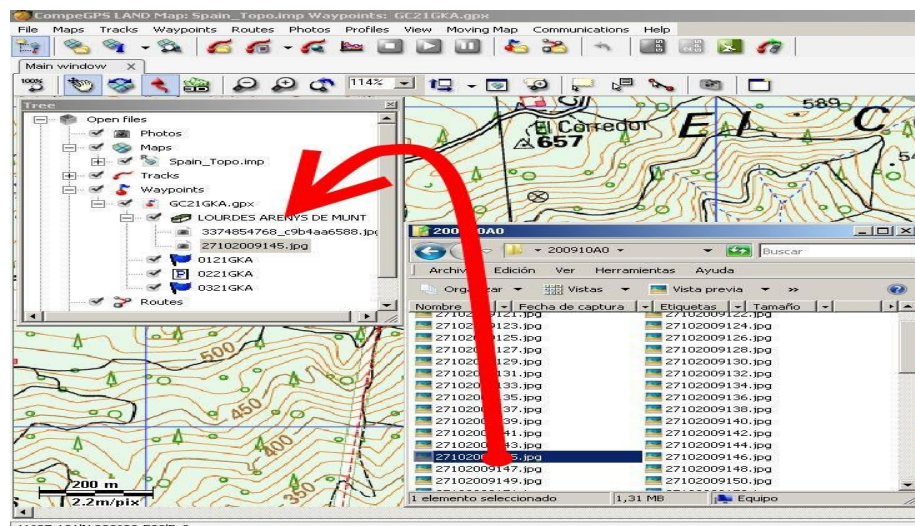 CompeGPS LAND Map: Spain_Topo.imp Waypoints: GC21GKA.gpx
File Maps Tracks Waypoints Routes Photos Profiles View Moving Map Communications Help
Main window X
100% 114%
Tree
Open files
Photos
Maps
Spain_Topo.imp
Tracks
Waypoints
GC21GKA.gpx
LOURDES ARENYS DE MUNT
3374854768_c9b4aa6588.jpg
27102009145.jpg
0121GKA
0221GKA
0321GKA
Routes
El Corredor
657
589
E L C
54
200910A0
200910A0 Buscar
Edición Ver Herramientas Ayuda
Vistas Vista previa »
Nombre Fecha de captura Etiquetas Tamaño
27102009122.jpg
27102009124.jpg
27102009126.jpg
27102009128.jpg
27102009130.jpg
27102009132.jpg
27102009134.jpg
27102009136.jpg
27102009138.jpg
27102009140.jpg
27102009142.jpg
27102009144.jpg
27102009146.jpg
27102009147.jpg 27102009148.jpg
27102009149.jpg 27102009150.jpg
1 elemento seleccionado 1,31 MB Equipo
500
450
400
350
200 m
2.2m/pix